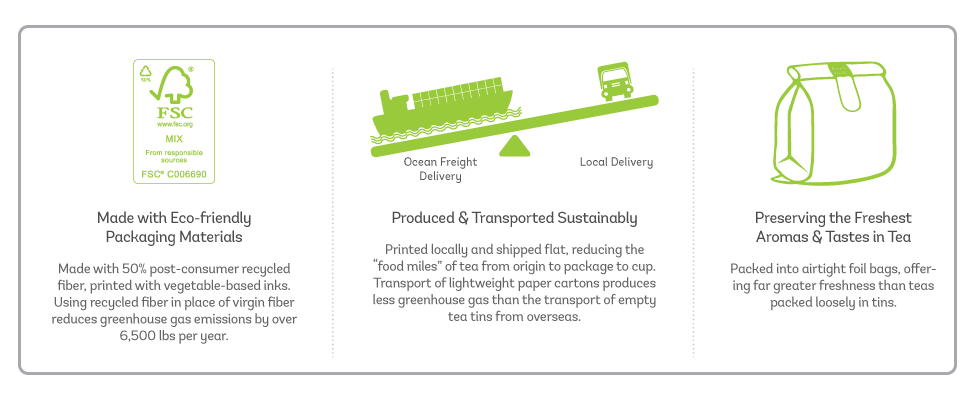 50%
FSC®
www.fsc.org
MIX
From responsible
sources
FSC® C006690
Made with Eco-friendly
Packaging Materials
Made with 50% post-consumer recycled
fiber, printed with vegetable-based inks.
Using recycled fiber in place of virgin fiber
reduces greenhouse gas emissions by over
6,500 lbs per year.
Ocean Freight
Delivery
Local Delivery
Produced & Transported Sustainably
Printed locally and shipped flat, reducing the
“food miles” of tea from origin to package to cup.
Transport of lightweight paper cartons produces
less greenhouse gas than the transport of empty
tea tins from overseas.
Preserving the Freshest
Aromas & Tastes in Tea
Packed into airtight foil bags, offer-
ing far greater freshness than teas
packed loosely in tins.